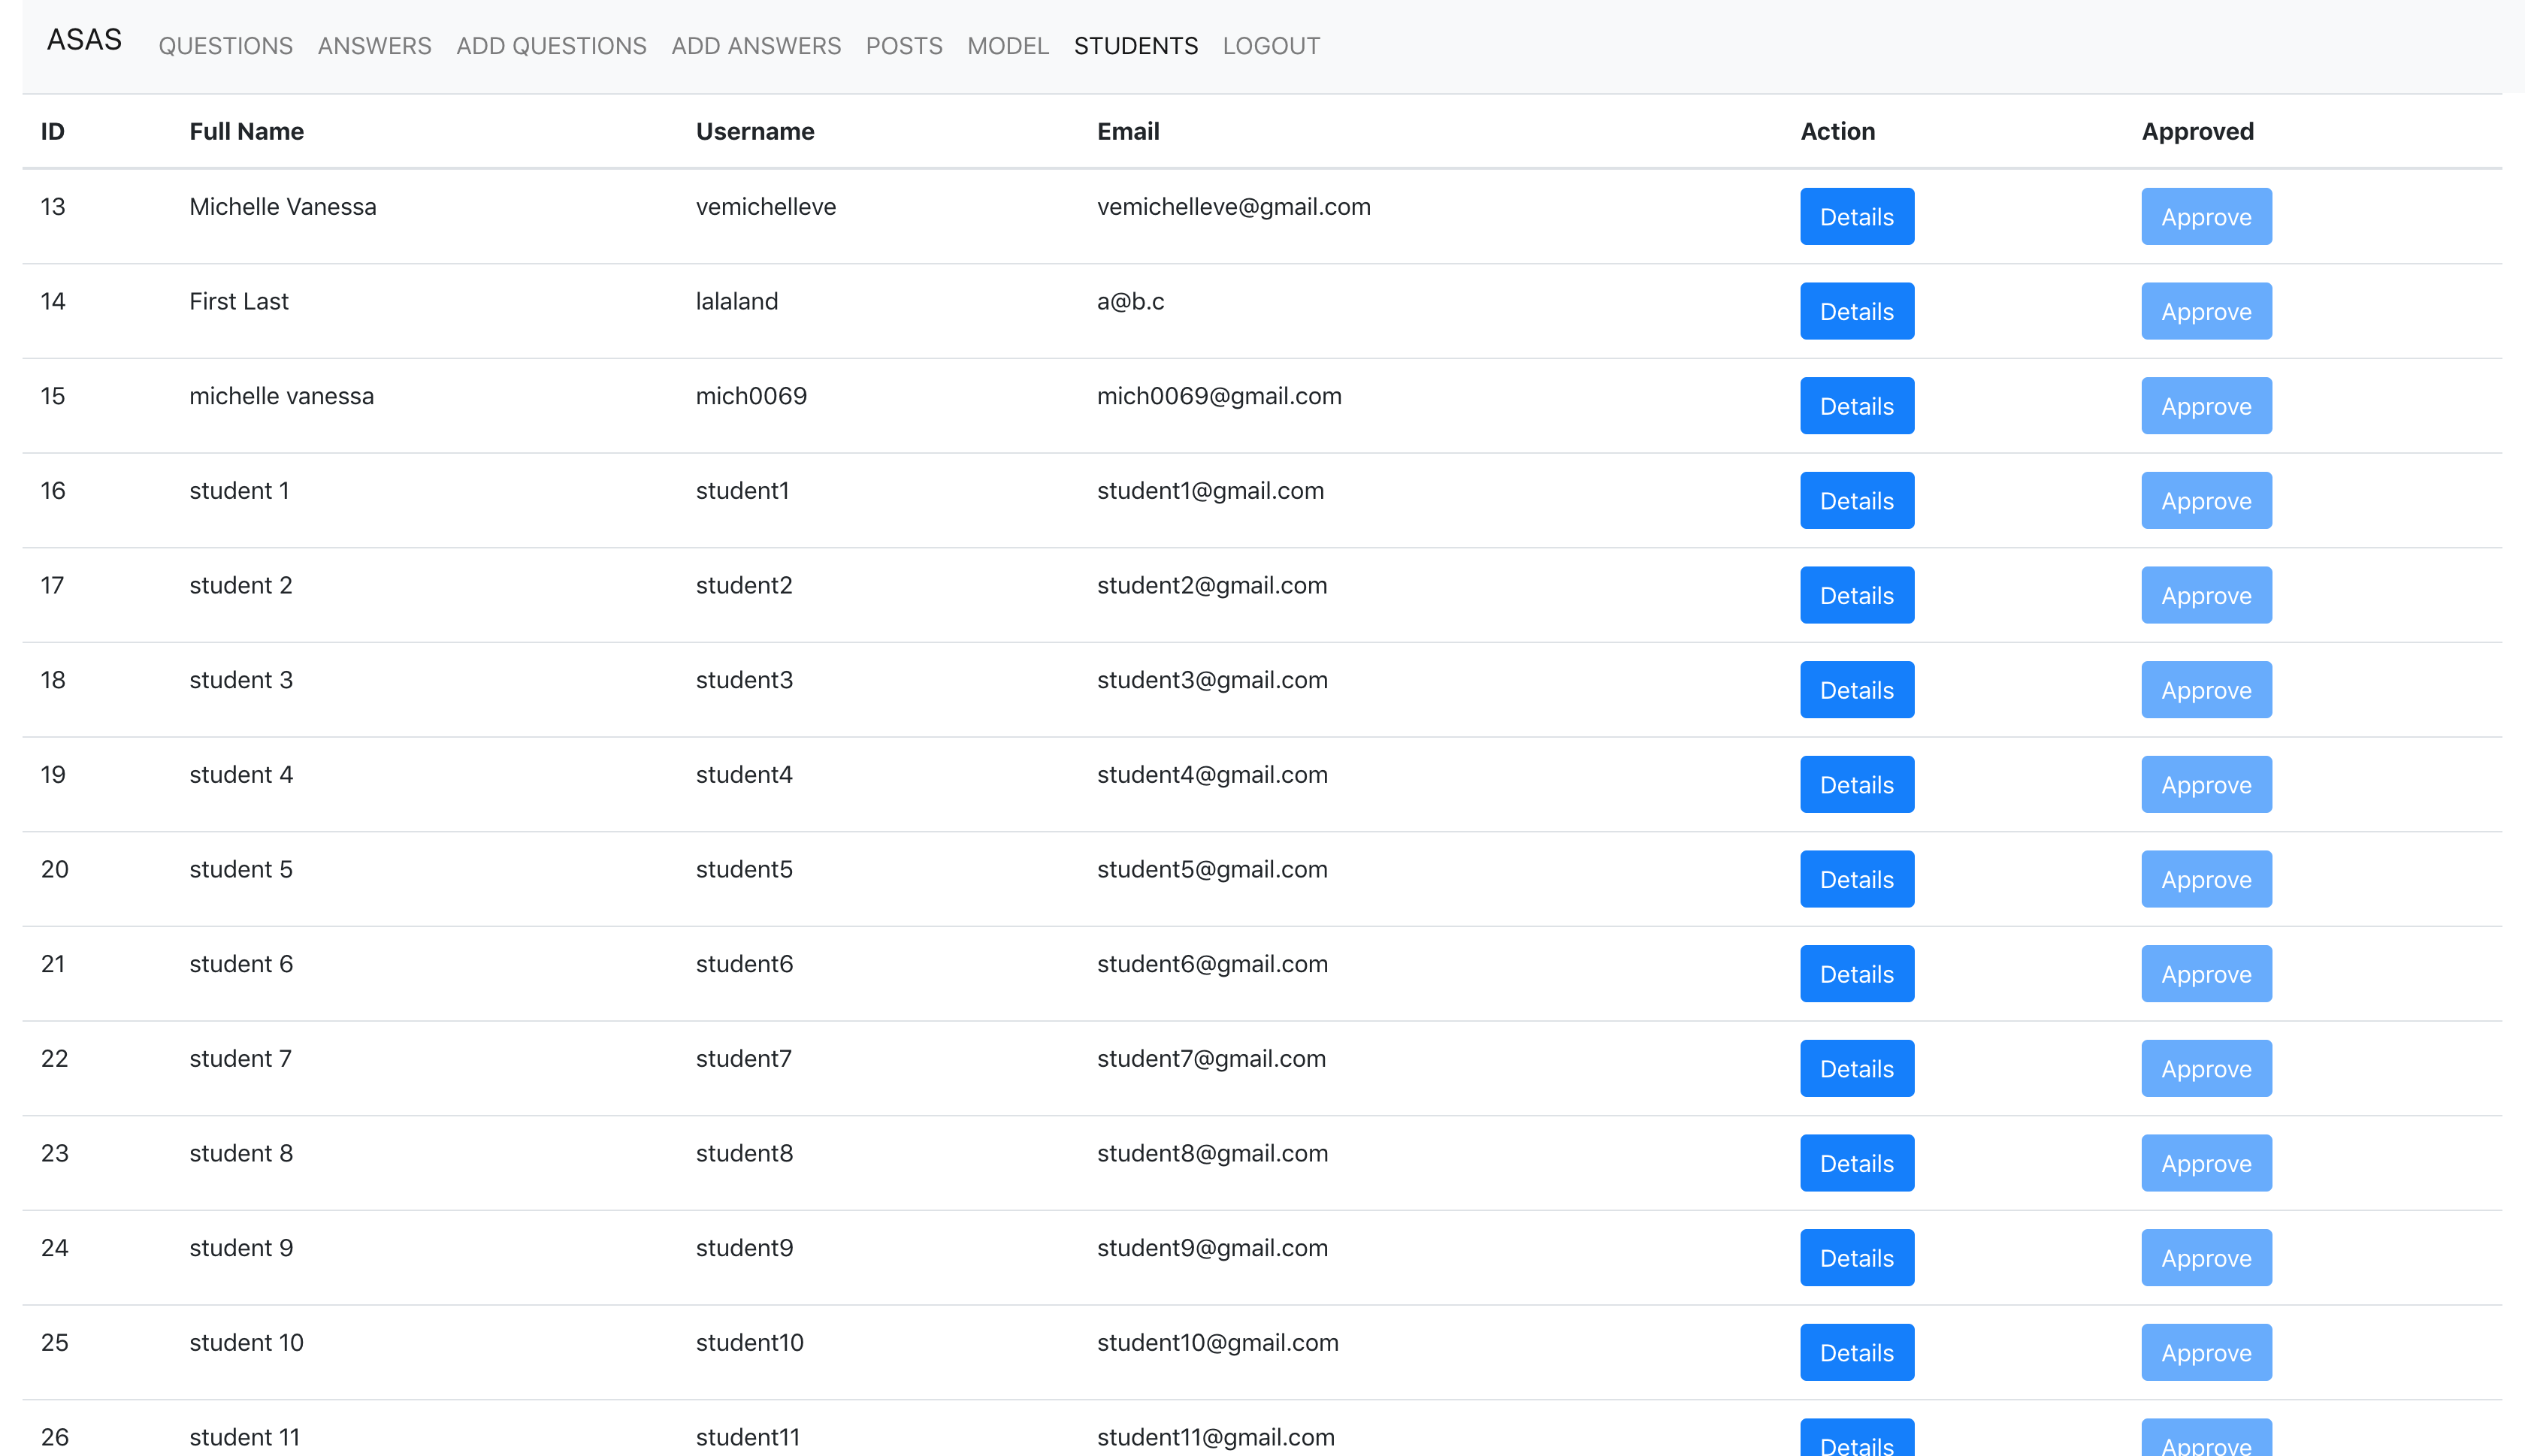 ASAS QUESTIONS ANSWERS ADD QUESTIONS ADD ANSWERS POSTS MODEL STUDENTS LOGOUT
ID Full Name Username Email Action Approved
13 Michelle Vanessa vemichelleve vemichelleve@gmail.com Details Approve
14 First Last lalaland a@b.c Details Approve
15 michelle vanessa mich0069 mich0069@gmail.com Details Approve
16 student 1 student1 student1@gmail.com Details Approve
17 student 2 student2 student2@gmail.com Details Approve
18 student 3 student3 student3@gmail.com Details Approve
19 student 4 student4 student4@gmail.com Details Approve
20 student 5 student5 student5@gmail.com Details Approve
21 student 6 student6 student6@gmail.com Details Approve
22 student 7 student7 student7@gmail.com Details Approve
23 student 8 student8 student8@gmail.com Details Approve
24 student 9 student9 student9@gmail.com Details Approve
25 student 10 student10 student10@gmail.com Details Approve
26 student 11 student11 student11@gmail.com Details Approve